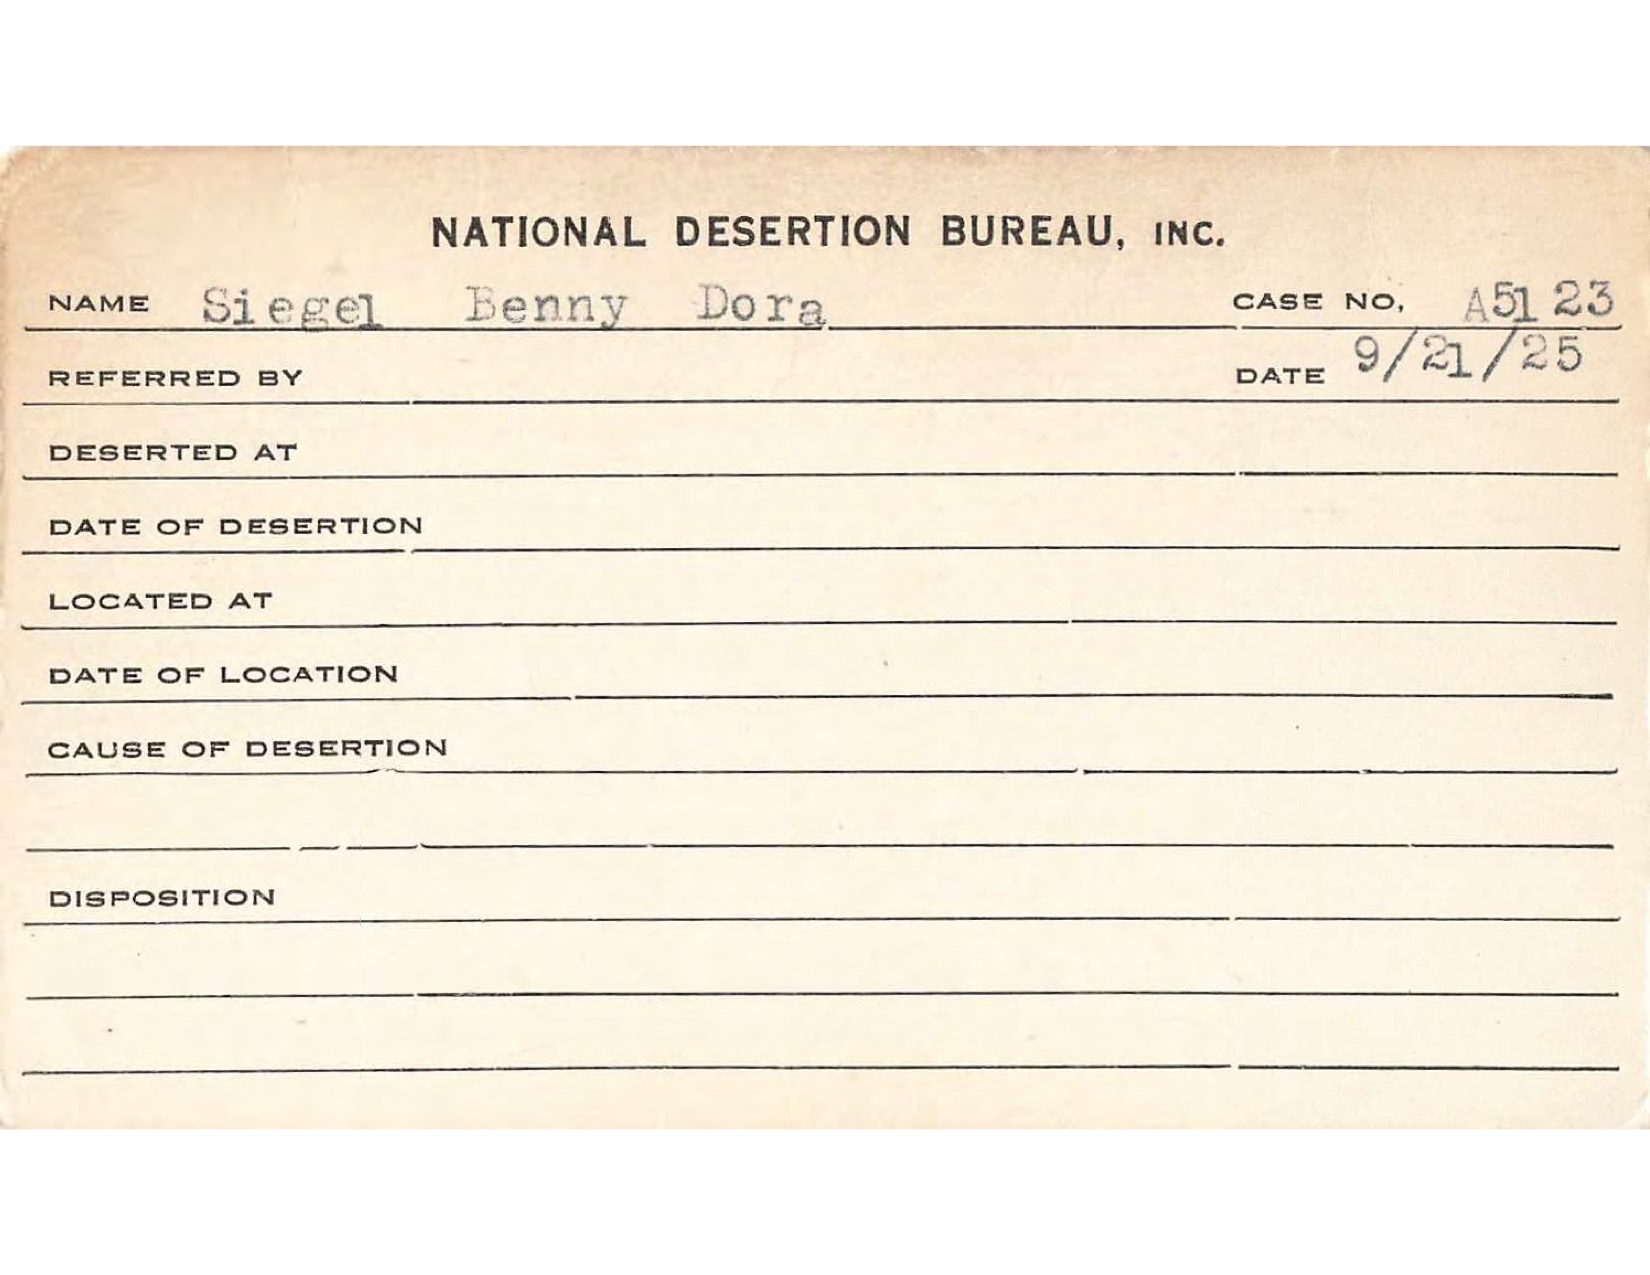 NATIONAL DESERTION BUREAU, INC.
NAME Siegel Benny Dora CASE NO. A5123
REFERRED BY DATE 9/21/25
DESERTED AT
DATE OF DESERTION
LOCATED AT
DATE OF LOCATION
CAUSE OF DESERTION
DISPOSITION